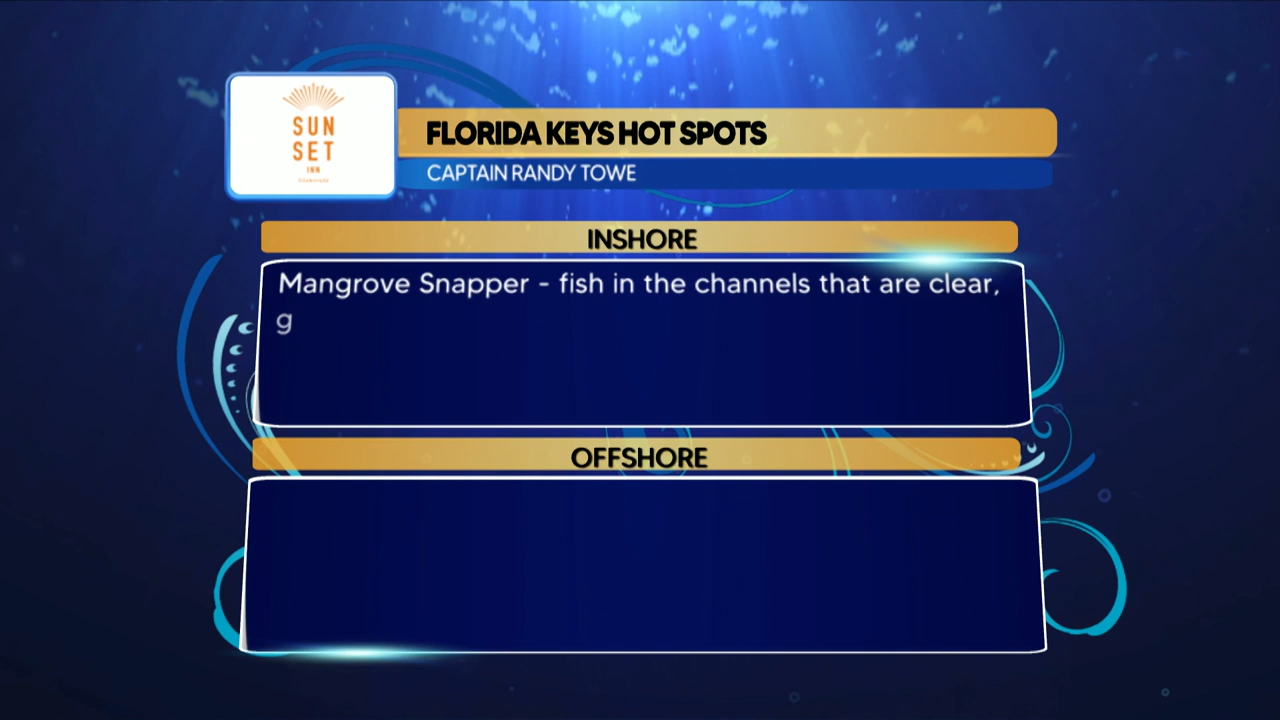 SUN
SET
INN
FLORIDA KEYS HOT SPOTS
CAPTAIN RANDY TOWE
INSHORE
Mangrove Snapper - fish in the channels that are clear,
g
OFFSHORE